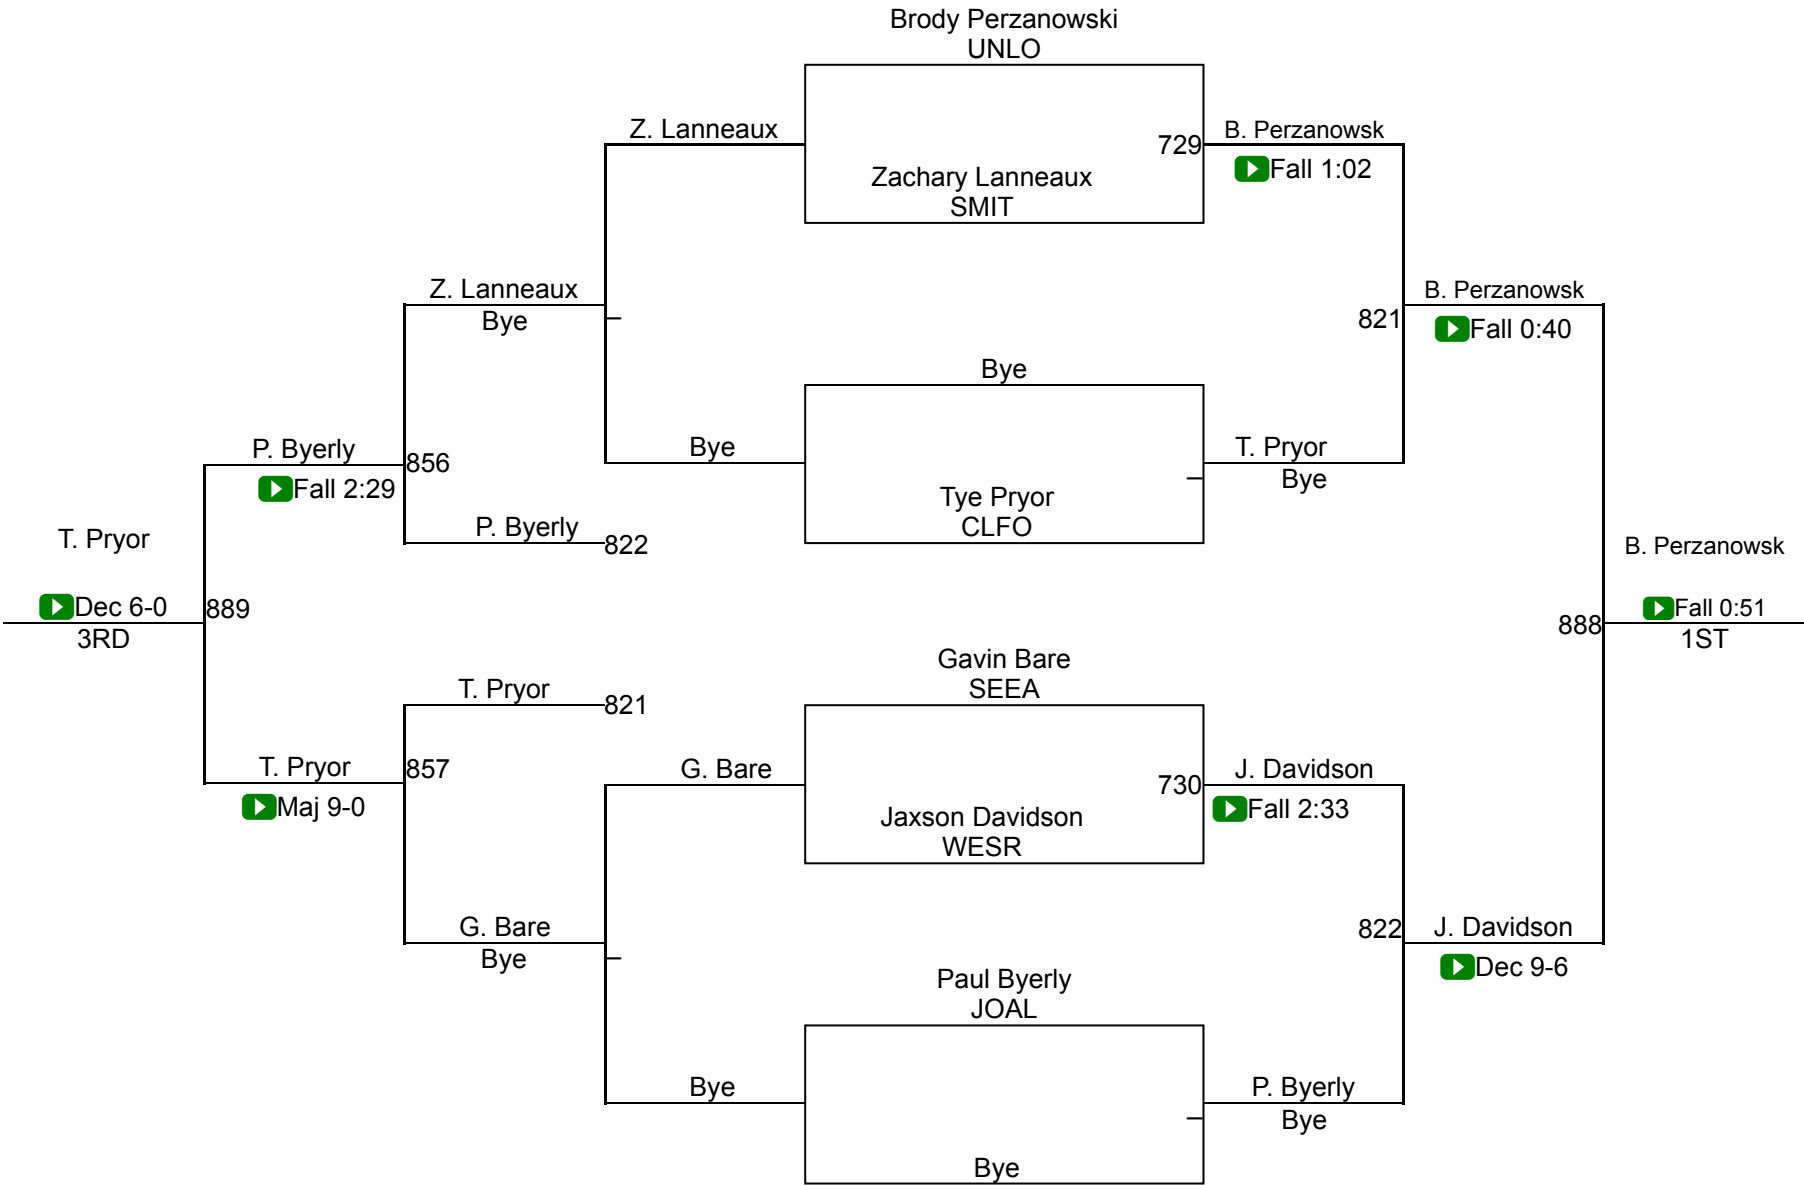 Brody Perzanowski
UNLO
Z. Lanneaux
729
B. Perzanowsk
Fall 1:02
Zachary Lanneaux
SMIT
Z. Lanneaux
Bye
821
B. Perzanowsk
Fall 0:40
Bye
P. Byerly
Fall 2:29
856
Bye
T. Pryor
Bye
Tye Pryor
CLFO
P. Byerly
822
T. Pryor
Dec 6-0
3RD
889
B. Perzanowsk
Fall 0:51
1ST
888
Gavin Bare
SEEA
T. Pryor
821
T. Pryor
Maj 9-0
857
G. Bare
730
J. Davidson
Fall 2:33
Jaxson Davidson
WESR
G. Bare
Bye
822
J. Davidson
Dec 9-6
Paul Byerly
JOAL
Bye
P. Byerly
Bye
Bye